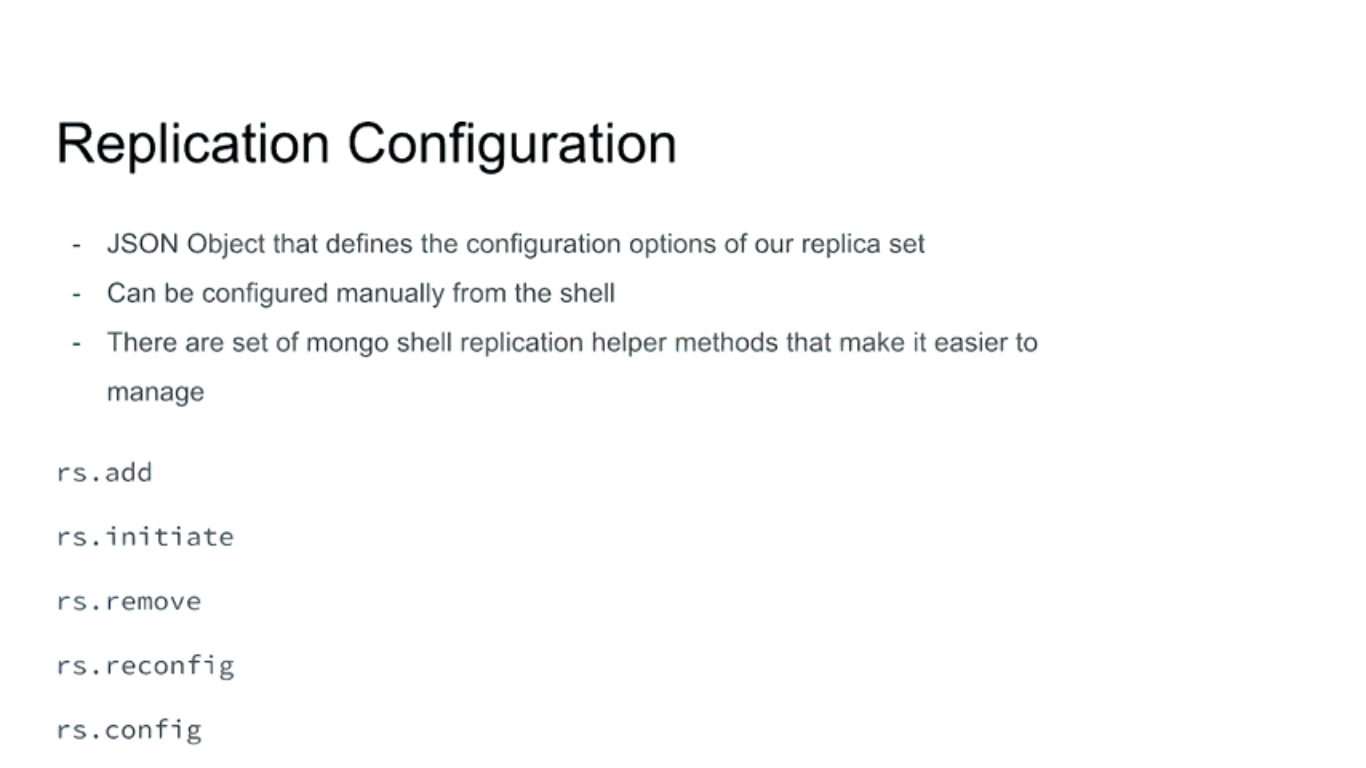 Replication Configuration
- JSON Object that defines the configuration options of our replica set
- Can be configured manually from the shell
- There are set of mongo shell replication helper methods that make it easier to
manage
rs.add
rs.initiate
rs.remove
rs.reconfig
rs.config